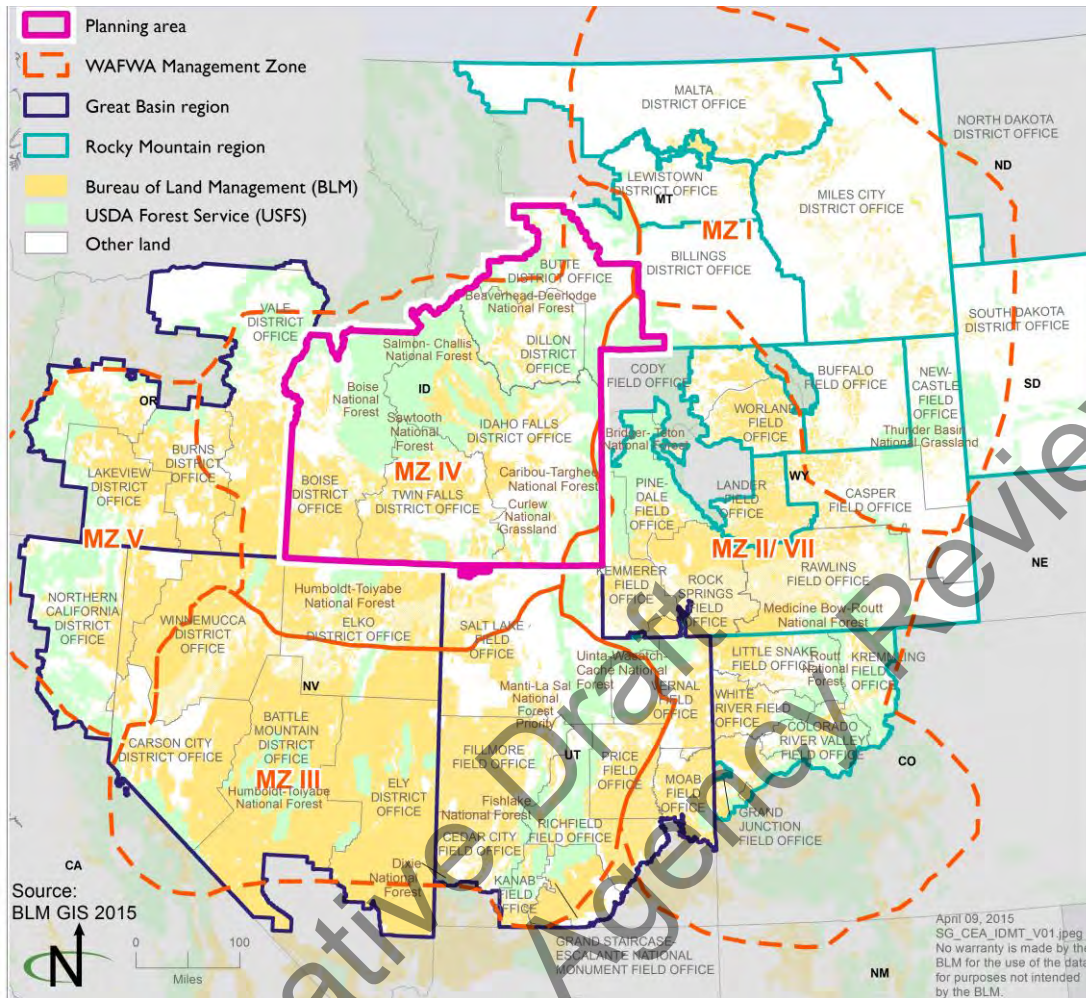 Planning area
WAFWA Management Zone
Great Basin region
Rocky Mountain region
Bureau of Land Management (BLM)
USDA Forest Service (USFS)
Other land
MALTA
DISTRICT OFFICE
NORTH DAKOTA
DISTRICT OFFICE
ND
LEWISTOWN
DISTRICT OFFICE
MT
MILES CITY
DISTRICT OFFICE
MZ I
BILLINGS
DISTRICT OFFICE
BUTTE
DISTRICT OFFICE
Beaverhead-Deerlodge
National Forest
VALE
DISTRICT
OFFICE
SOUTH DAKOTA
DISTRICT OFFICE
Salmon- Challis
National Forest
DILLON
DISTRICT
OFFICE
CODY
FIELD OFFICE
BUFFALO
FIELD OFFICE
NEW-
CASTLE
FIELD
OFFICE
SD
Thunder Basin
National Grassland
OR
Boise
National
Forest
ID
Sawtooth
National
Forest
IDAHO FALLS
DISTRICT OFFICE
WORLAND
FIELD
OFFICE
Bridger-Teton
National Forest
BURNS
DISTRICT
OFFICE
LAKEVIEW
DISTRICT
OFFICE
BOISE
DISTRICT
OFFICE
MZ IV
TWIN FALLS
DISTRICT OFFICE
Caribou-Targhee
National Forest
Curlew
National
Grassland
PINE-
DALE
FIELD
OFFICE
LANDER
FIELD
OFFICE
WY
CASPER
FIELD OFFICE
MZ V
MZ II/ VII
NE
NORTHERN
CALIFORNIA
DISTRICT
OFFICE
WINNEMUCCA
DISTRICT
OFFICE
Humboldt-Toiyabe
National Forest
ELKO
DISTRICT OFFICE
SALT LAKE
FIELD
OFFICE
KEMMERER
FIELD
OFFICE
ROCK
SPRINGS
FIELD
OFFICE
RAWLINS
FIELD OFFICE
Medicine Bow-Routt
National Forest
Uinta-Wasatch-
Cache National
Forest
LITTLE SNAKE
FIELD OFFICE
Routt
National
Forest
KREMMLING
FIELD
OFFICE
NV
Manti-La Sal
National
Forest
Priority
VERNAL
FIELD
OFFICE
WHITE
RIVER FIELD
OFFICE
COLORADO
RIVER VALLEY
FIELD OFFICE
CARSON CITY
DISTRICT OFFICE
BATTLE
MOUNTAIN
DISTRICT
OFFICE
MZ III
Humboldt-Toiyabe
National Forest
ELY
DISTRICT
OFFICE
FILLMORE
FIELD OFFICE
UT
PRICE
FIELD
OFFICE
MOAB
FIELD
OFFICE
CO
Fishlake
National Forest
RICHFIELD
FIELD OFFICE
GRAND
JUNCTION
FIELD OFFICE
CEDAR CITY
FIELD OFFICE
Dixie
National
Forest
KANAB
FIELD
OFFICE
CA
GRAND STAIRCASE-
ESCALANTE NATIONAL
MONUMENT FIELD OFFICE
NM
Source:
BLM GIS 2015
N
0 100
Miles
April 09, 2015
SG_CEA_IDMT_V01.jpeg
No warranty is made by the
BLM for the use of the data
for purposes not intended
by the BLM.
ative Draft
Agency Review